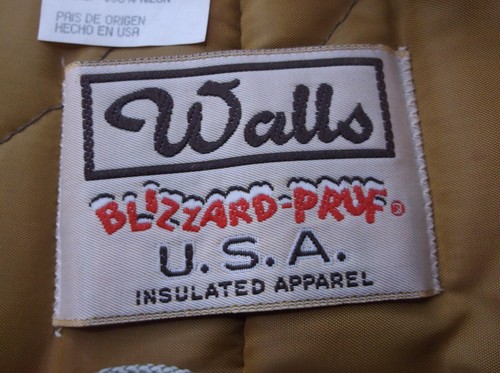 PAIS DE ORIGEN
HECHO EN USA
Walls
BLIZZARD-PRUF®
U.S.A.
INSULATED APPAREL